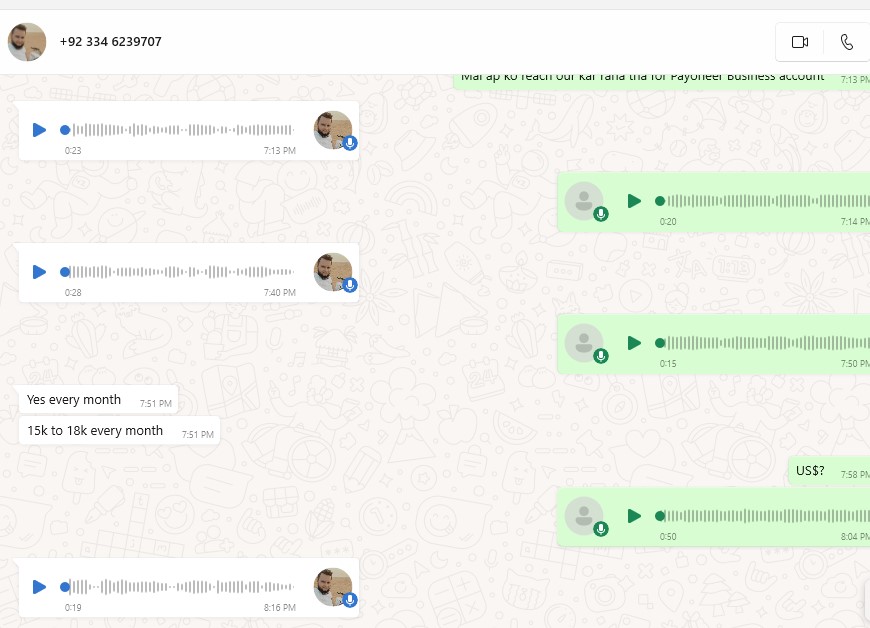 +92 334 6239707
Mai ap ko reach out kar raha tha for Payoneer Business account 7:13 PM
0:23 7:13 PM
0:20 7:14 PM
0:28 7:40 PM
0:15 7:50 PM
Yes every month 7:51 PM
15k to 18k every month 7:51 PM
US$? 7:58 PM
0:50 8:04 PM
0:19 8:16 PM